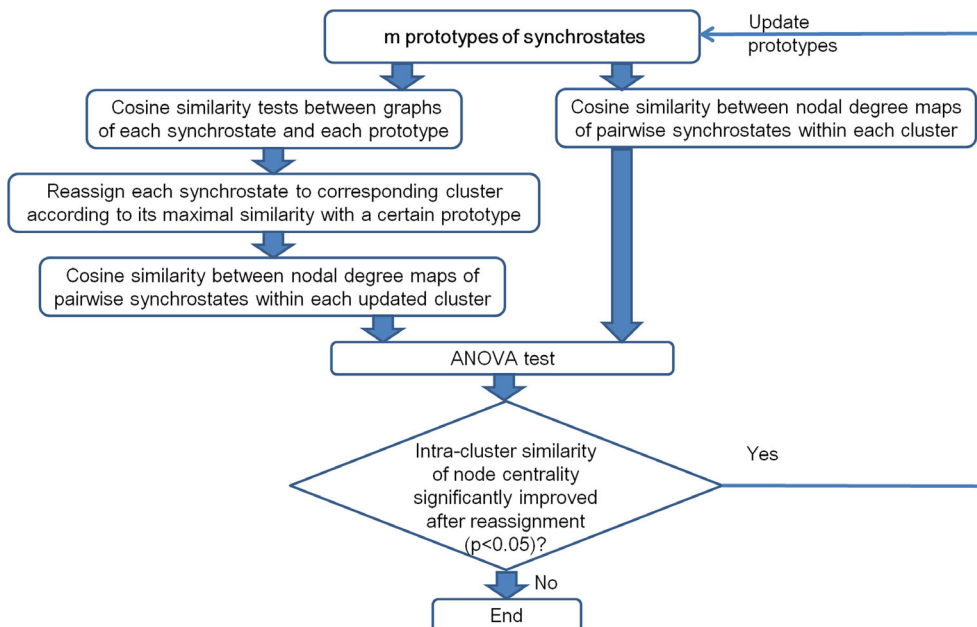 m prototypes of synchrostates
Update
prototypes
Cosine similarity tests between graphs
of each synchrostate and each prototype
Cosine similarity between nodal degree maps
of pairwise synchrostates within each cluster
Reassign each synchrostate to corresponding cluster
according to its maximal similarity with a certain prototype
Cosine similarity between nodal degree maps of
pairwise synchrostates within each updated cluster
ANOVA test
Intra-cluster similarity
of node centrality
significantly improved
after reassignment
(p<0.05)?
Yes
No
End